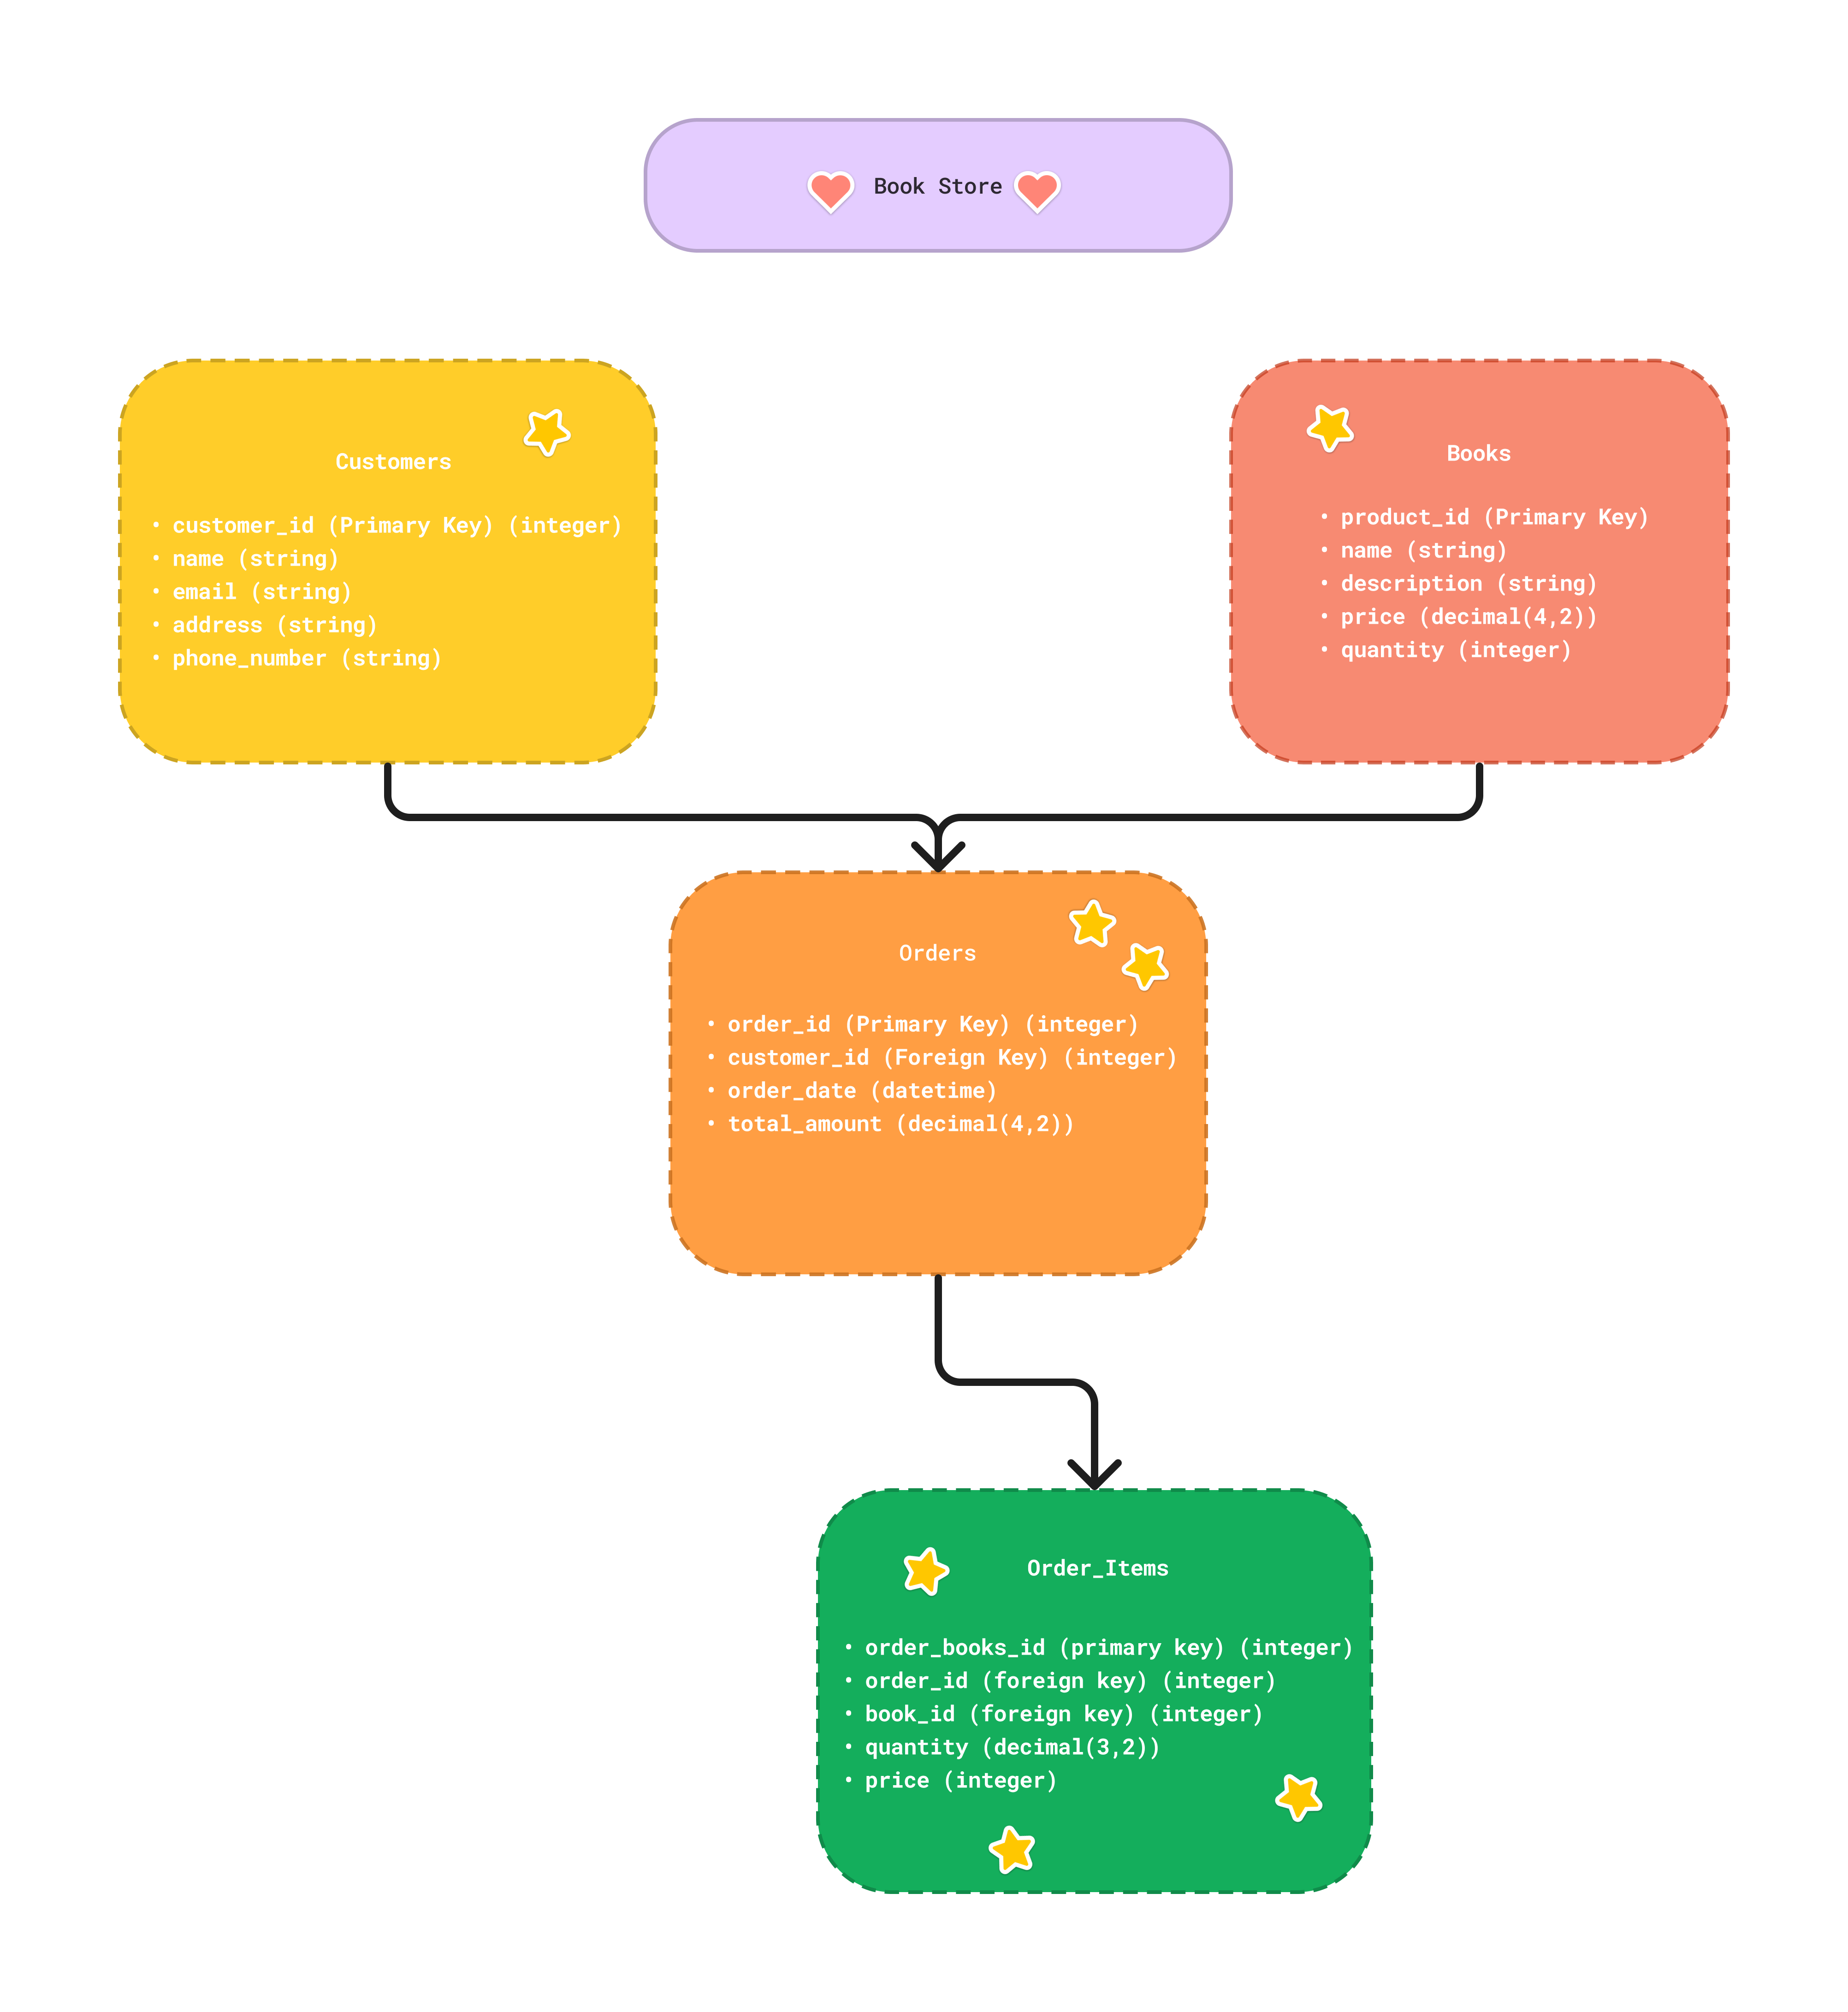 Book Store
Customers
• customer_id (Primary Key) (integer)
• name (string)
• email (string)
• address (string)
• phone_number (string)
Books
• product_id (Primary Key)
• name (string)
• description (string)
• price (decimal(4,2))
• quantity (integer)
Orders
• order_id (Primary Key) (integer)
• customer_id (Foreign Key) (integer)
• order_date (datetime)
• total_amount (decimal(4,2))
Order_Items
• order_books_id (primary key) (integer)
• order_id (foreign key) (integer)
• book_id (foreign key) (integer)
• quantity (decimal(3,2))
• price (integer)